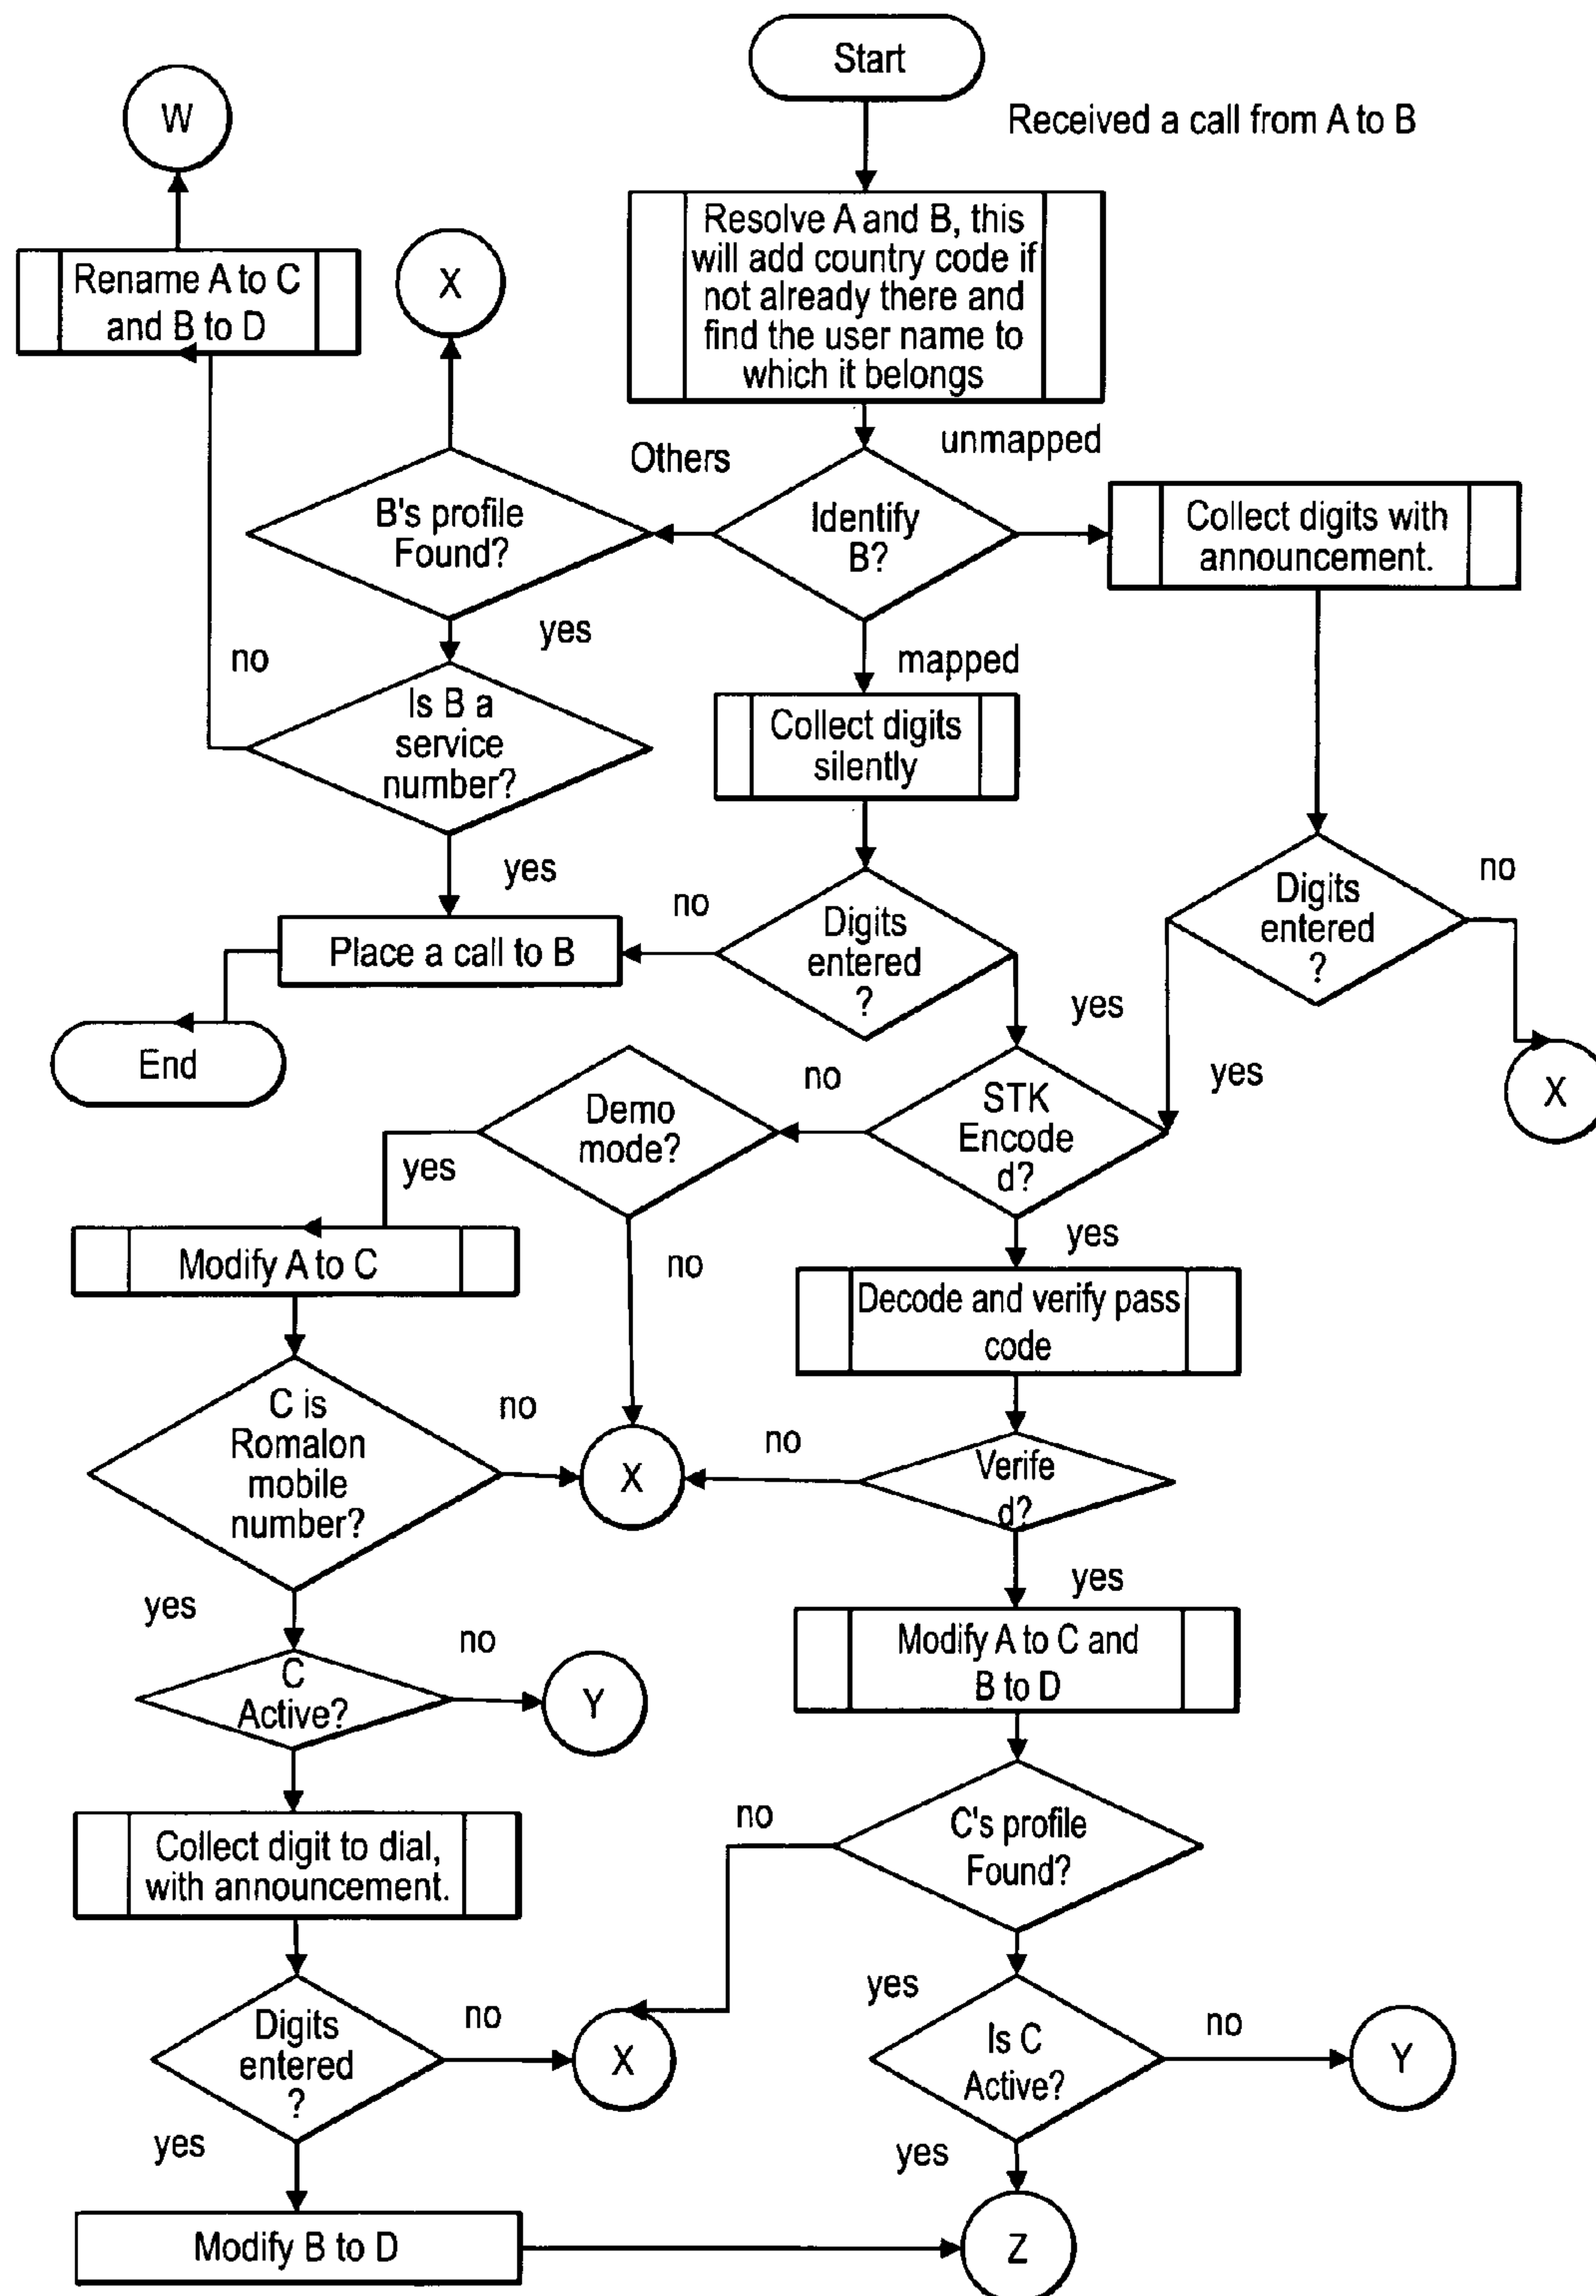 Start
Received a call from A to B
W
Resolve A and B, this
will add country code if
not already there and
find the user name to
which it belongs
Rename A to C
and B to D
X
unmapped
Others
B's profile
Found?
Identify
B?
Collect digits with
announcement.
yes
no
mapped
Is B a
service
number?
Collect digits
silently
yes
no
Digits
entered
?
Digits
entered
?
no
Place a call to B
yes
End
yes
X
Demo
mode?
no
STK
Encode
d?
yes
no
yes
Modify A to C
Decode and verify pass
code
C is
Romalon
mobile
number?
no
X
no
Verife
d?
yes
yes
C
Active?
no
Y
Modify A to C and
B to D
Collect digit to dial,
with announcement.
no
C's profile
Found?
Digits
entered
?
no
X
yes
Is C
Active?
no
Y
yes
yes
Modify B to D
Z